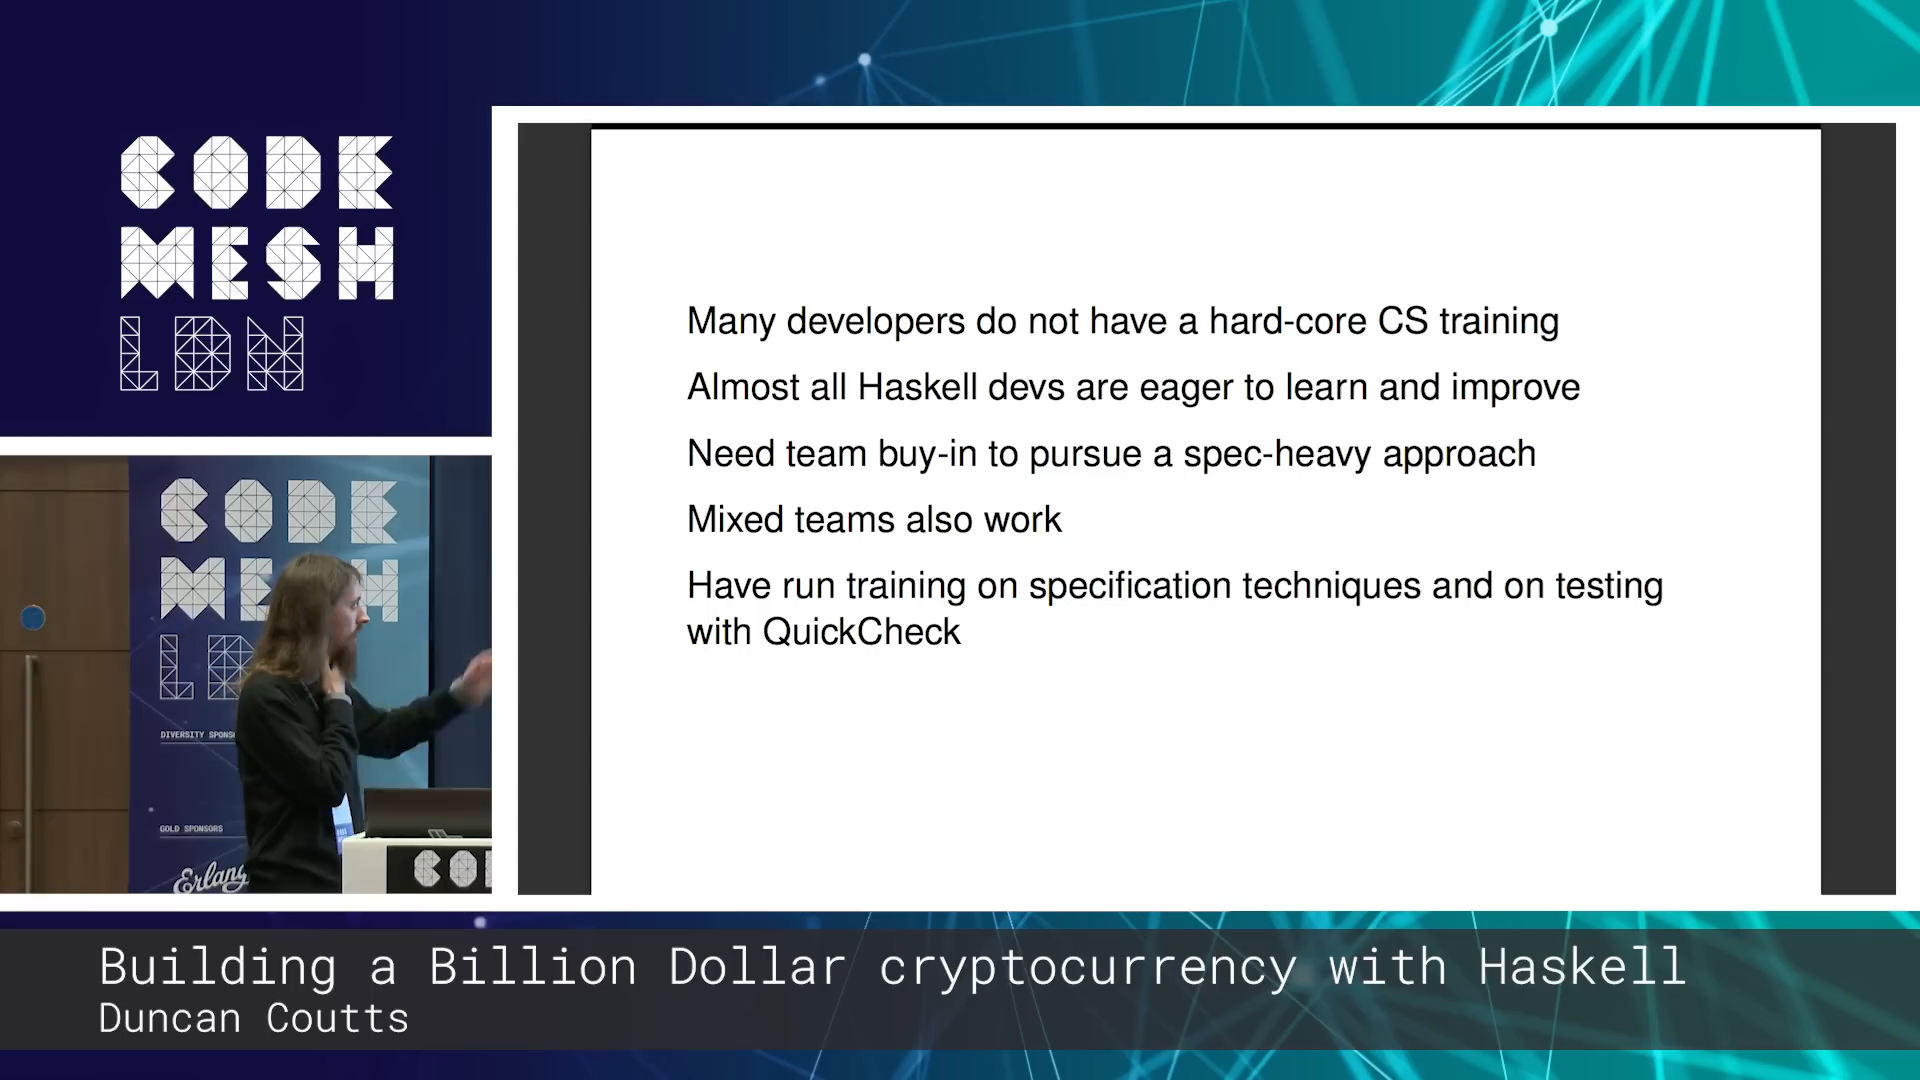 CODE
MESH
LDN
Many developers do not have a hard-core CS training
Almost all Haskell devs are eager to learn and improve
Need team buy-in to pursue a spec-heavy approach
Mixed teams also work
Have run training on specification techniques and on testing
with QuickCheck
CODE
ME H
LD
DIVERSITY SPONS
GOLD SPONSORS
Erlang
CO
Building a Billion Dollar cryptocurrency with Haskell
Duncan Coutts